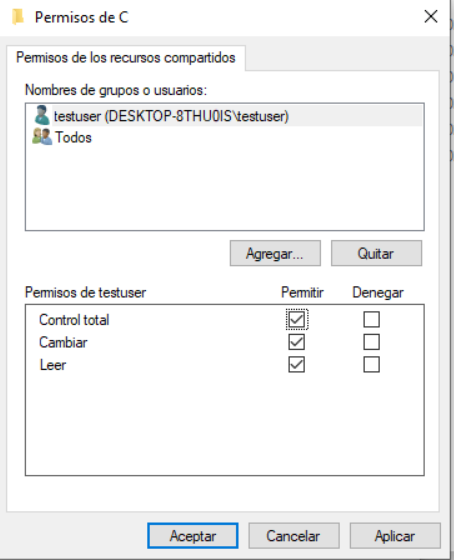 Permisos de C
Permisos de los recursos compartidos
Nombres de grupos o usuarios:
testuser (DESKTOP-8THU0IS\testuser)
Todos
Agregar... Quitar
Permisos de testuser Permitir Denegar
Control total
Cambiar
Leer
Aceptar Cancelar Aplicar